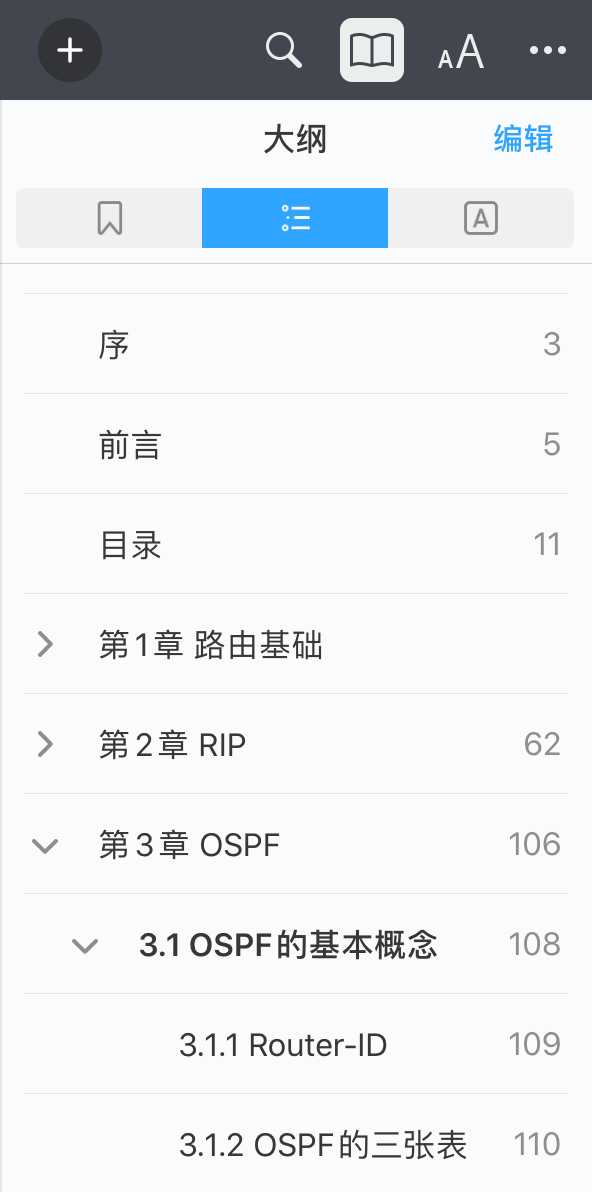 AA
大纲 编辑
A
序 3
前言 5
目录 11
第1章 路由基础
第2章 RIP 62
第3章 OSPF 106
3.1 OSPF的基本概念 108
3.1.1 Router-ID 109
3.1.2 OSPF的三张表 110